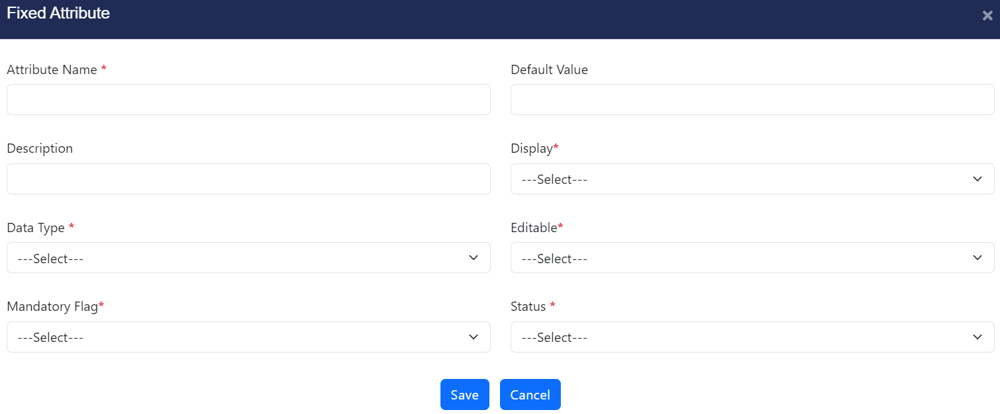 Fixed Attribute
×
Attribute Name *
Default Value
Description
Display*
---Select---
Data Type *
Editable*
---Select---
---Select---
Mandatory Flag*
Status *
---Select---
---Select---
Save
Cancel